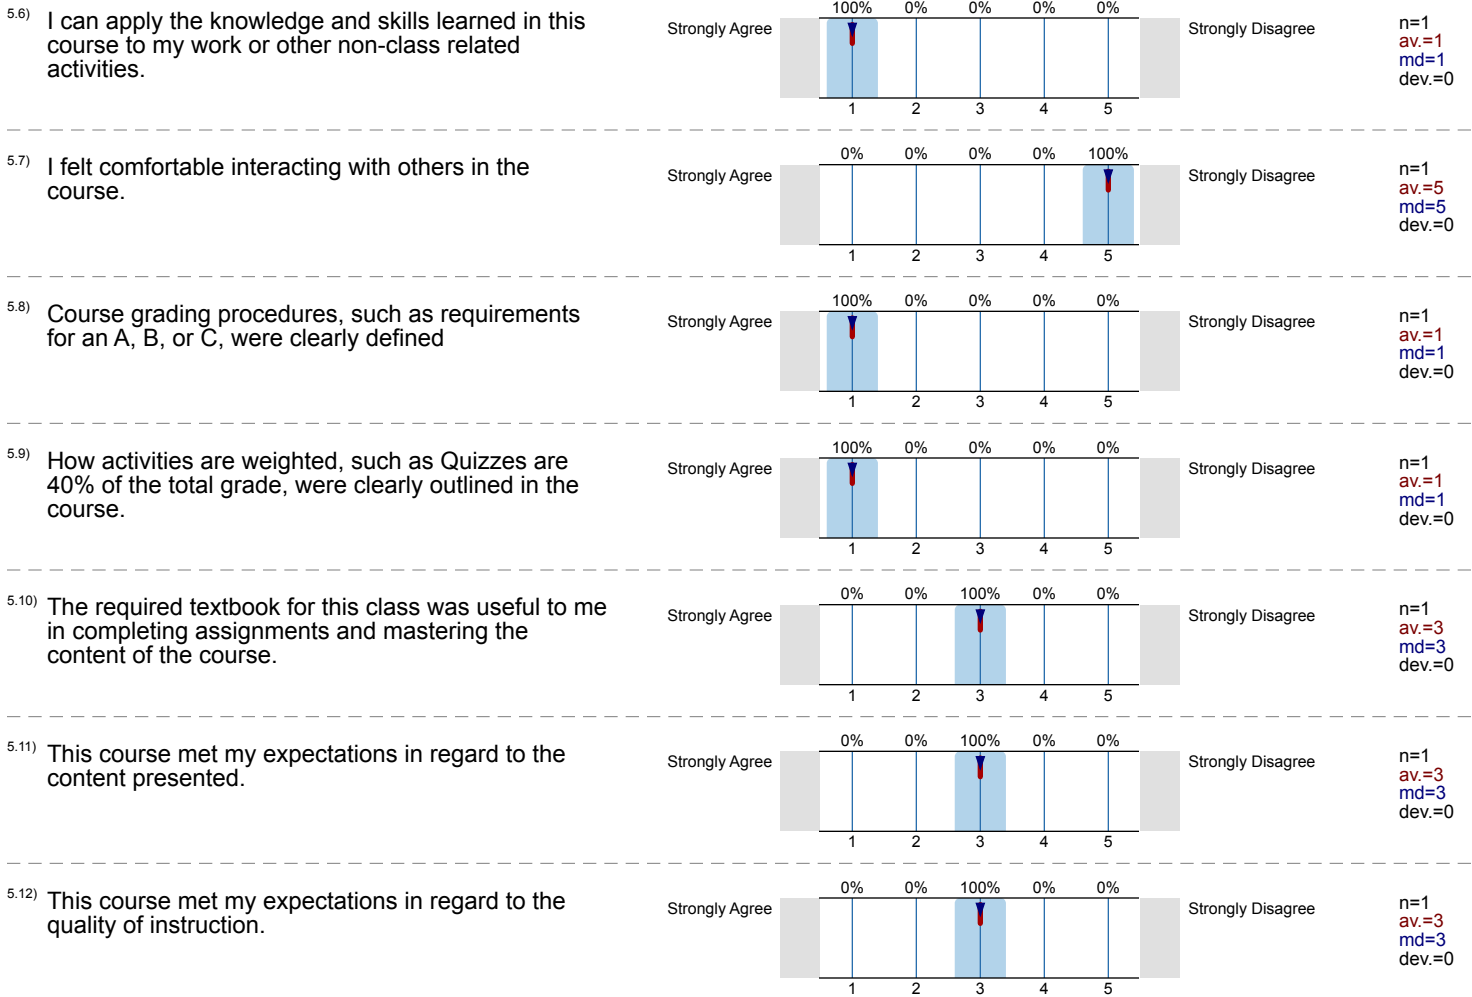 5.6) I can apply the knowledge and skills learned in this
course to my work or other non-class related
activities.
100% 0% 0% 0% 0%
Strongly Agree Strongly Disagree
1 2 3 4 5
n=1
av.=1
md=1
dev.=0
5.7) I felt comfortable interacting with others in the
course.
0% 0% 0% 0% 100%
Strongly Agree Strongly Disagree
1 2 3 4 5
n=1
av.=5
md=5
dev.=0
5.8) Course grading procedures, such as requirements
for an A, B, or C, were clearly defined
100% 0% 0% 0% 0%
Strongly Agree Strongly Disagree
1 2 3 4 5
n=1
av.=1
md=1
dev.=0
5.9) How activities are weighted, such as Quizzes are
40% of the total grade, were clearly outlined in the
course.
100% 0% 0% 0% 0%
Strongly Agree Strongly Disagree
1 2 3 4 5
n=1
av.=1
md=1
dev.=0
5.10) The required textbook for this class was useful to me
in completing assignments and mastering the
content of the course.
0% 0% 100% 0% 0%
Strongly Agree Strongly Disagree
1 2 3 4 5
n=1
av.=3
md=3
dev.=0
5.11) This course met my expectations in regard to the
content presented.
0% 0% 100% 0% 0%
Strongly Agree Strongly Disagree
1 2 3 4 5
n=1
av.=3
md=3
dev.=0
5.12) This course met my expectations in regard to the
quality of instruction.
0% 0% 100% 0% 0%
Strongly Agree Strongly Disagree
1 2 3 4 5
n=1
av.=3
md=3
dev.=0